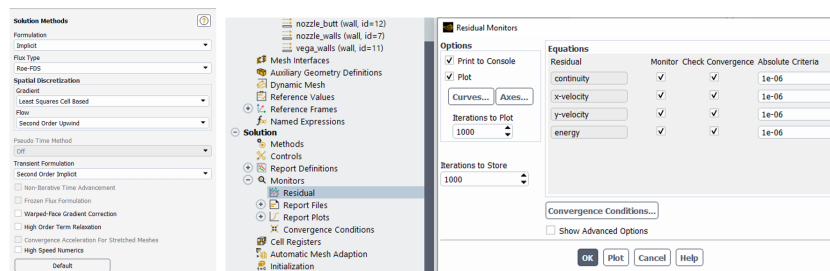 Solution Methods
Formulation
Implicit
Flux Type
Roe-FDS
Spatial Discretization
Gradient
Least Squares Cell Based
Flow
Second Order Upwind
Pseudo Time Method
Off
Transient Formulation
Second Order Implicit
Non-Iterative Time Advancement
Frozen Flux Formulation
Warped-Face Gradient Correction
High Order Term Relaxation
Convergence Acceleration For Stretched Meshes
High Speed Numerics
Default
nozzle_butt (wall, id=12)
nozzle_walls (wall, id=7)
vega_walls (wall, id=11)
Mesh Interfaces
Auxiliary Geometry Definitions
Dynamic Mesh
Reference Values
Reference Frames
Named Expressions
Solution
Methods
Controls
Report Definitions
Monitors
Residual
Report Files
Report Plots
Convergence Conditions
Cell Registers
Automatic Mesh Adaption
Initialization
Residual Monitors
Options
Print to Console
Plot
Curves... Axes...
Iterations to Plot
1000
Iterations to Store
1000
Equations
Residual Monitor Check Convergence Absolute Criteria
continuity 1e-06
x-velocity 1e-06
y-velocity 1e-06
energy 1e-06
Convergence Conditions...
Show Advanced Options
OK Plot Cancel Help